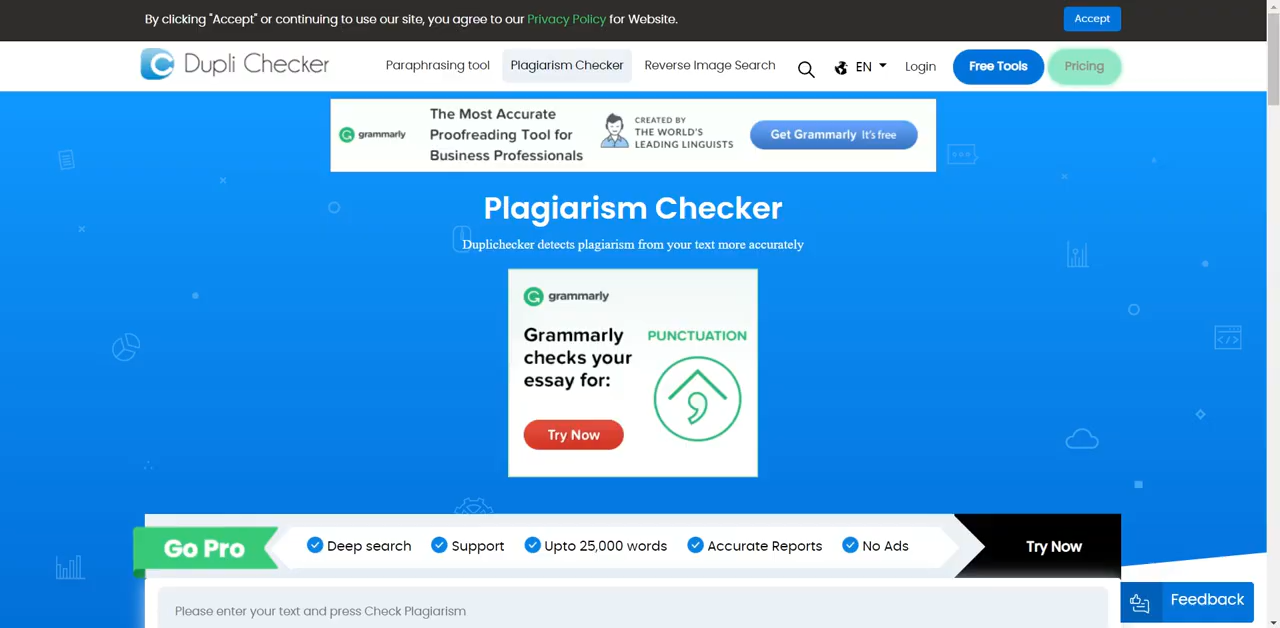 By clicking "Accept" or continuing to use our site, you agree to our Privacy Policy for Website.
Accept
Dupli Checker
Paraphrasing tool
Plagiarism Checker
Reverse Image Search
EN
Login
Free Tools
Pricing
grammarly
The Most Accurate
Proofreading Tool for
Business Professionals
CREATED BY
THE WORLD'S
LEADING LINGUISTS
Get Grammarly It's free
Plagiarism Checker
Duplichecker detects plagiarism from your text more accurately
grammarly
Grammarly
checks your
essay for:
PUNCTUATION
Try Now
Go Pro
Deep search
Support
Upto 25,000 words
Accurate Reports
No Ads
Try Now
Please enter your text and press Check Plagiarism
Feedback